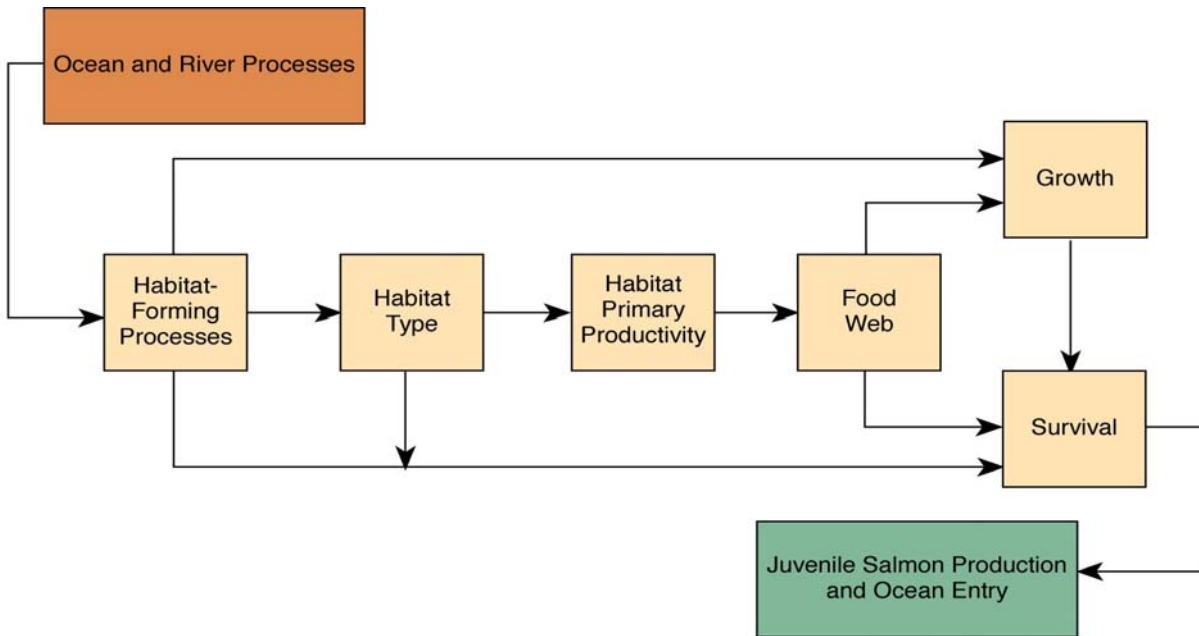 Ocean and River Processes
Growth
Habitat-
Forming
Processes
Habitat
Type
Habitat
Primary
Productivity
Food
Web
Survival
Juvenile Salmon Production
and Ocean Entry